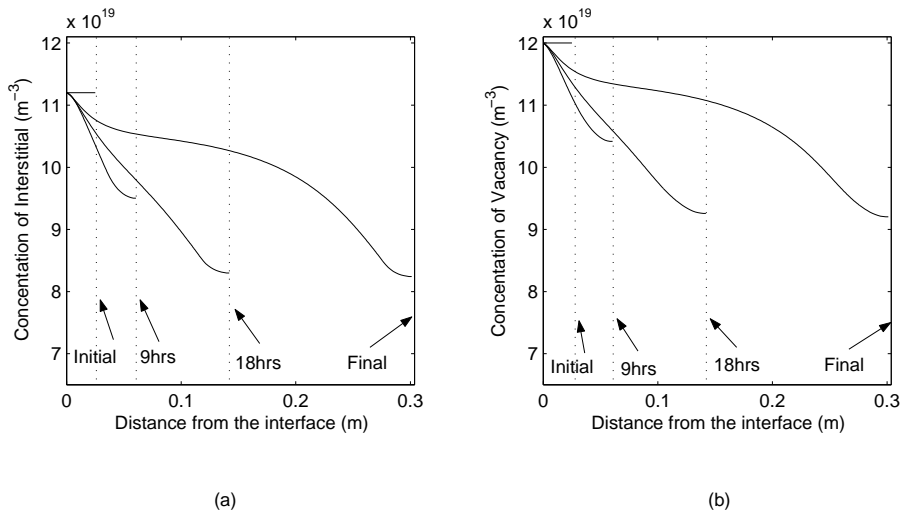 x 10^19
12
11
10
9
8
7
Concentation of Interstitial (m^−3)
Initial
9hrs
18hrs
Final
0
0.1
0.2
0.3
Distance from the interface (m)
(a)
x 10^19
12
11
10
9
8
7
Concentation of Vacancy (m^−3)
Initial
9hrs
18hrs
Final
0
0.1
0.2
0.3
Distance from the interface (m)
(b)